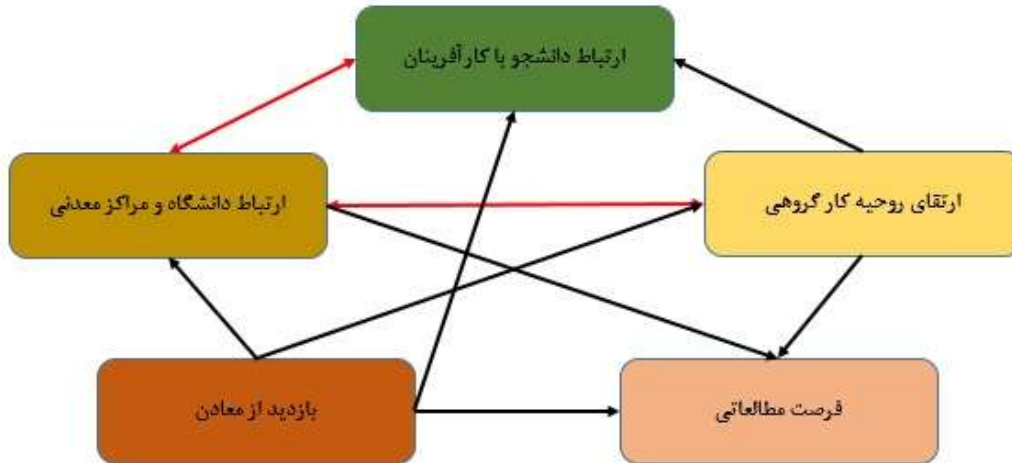 ارتباط دانشجو با کارآفرینان
ارتقای روحیه کار گروهی
ارتباط دانشگاه و مراکز معدنی
فرصت مطالعاتی
بازدید از معادن